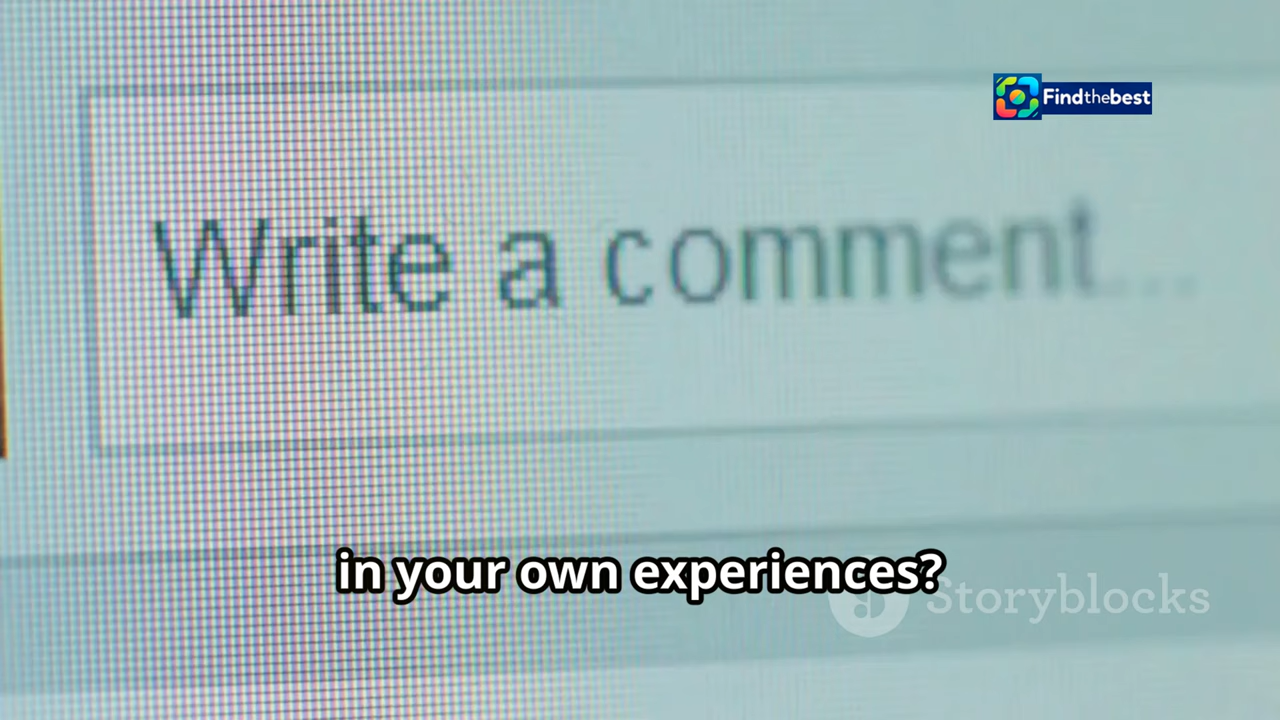 Findthebest
Write a comment...
in your own experiences?
Storyblocks